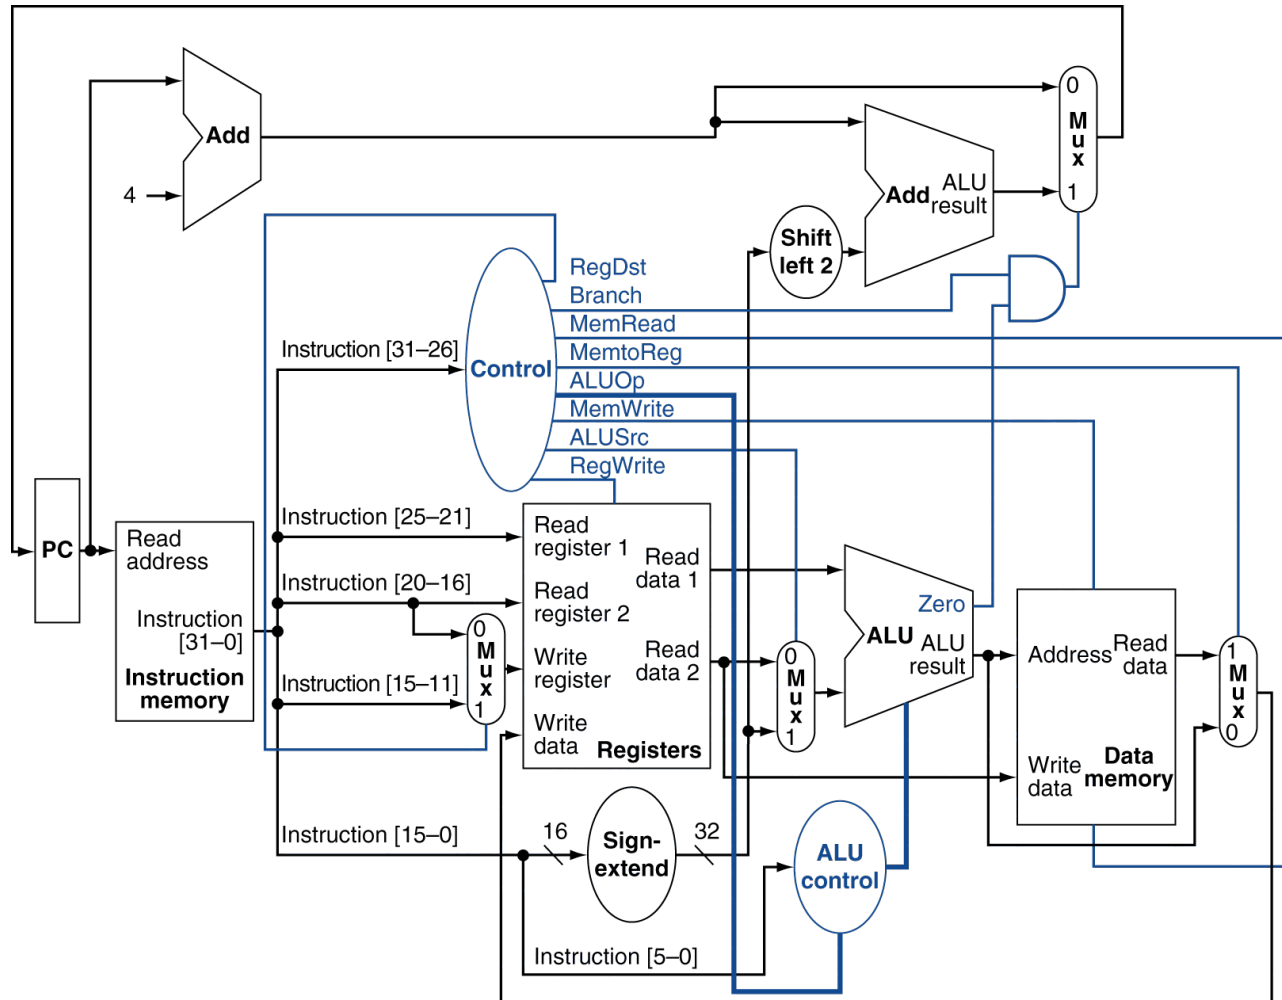 0
M
u
x
1
Add
4
Add
ALU
result
Shift
left 2
RegDst
Branch
MemRead
MemtoReg
ALUOp
MemWrite
ALUSrc
RegWrite
Control
Instruction [31–26]
PC
Read
address
Instruction
[31–0]
Instruction
memory
Instruction [25–21]
Instruction [20–16]
Instruction [15–11]
Instruction [15–0]
0
M
u
x
1
Read
register 1
Read
register 2
Write
register
Write
data
Read
data 1
Read
data 2
Registers
0
M
u
x
1
Zero
ALU
ALU
result
Address
Read
data
Write
data
Data
memory
1
M
u
x
0
16
Sign-
extend
32
ALU
control
Instruction [5–0]